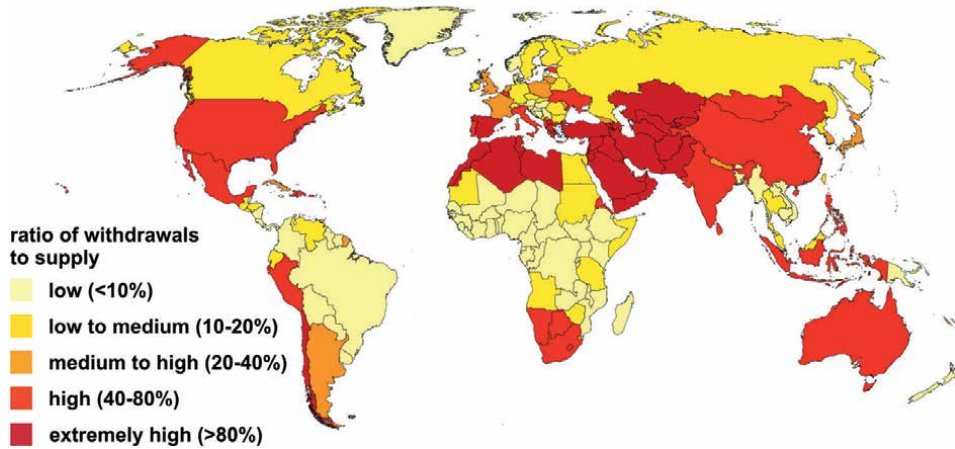 ratio of withdrawals
to supply
low (<10%)
low to medium (10-20%)
medium to high (20-40%)
high (40-80%)
extremely high (>80%)